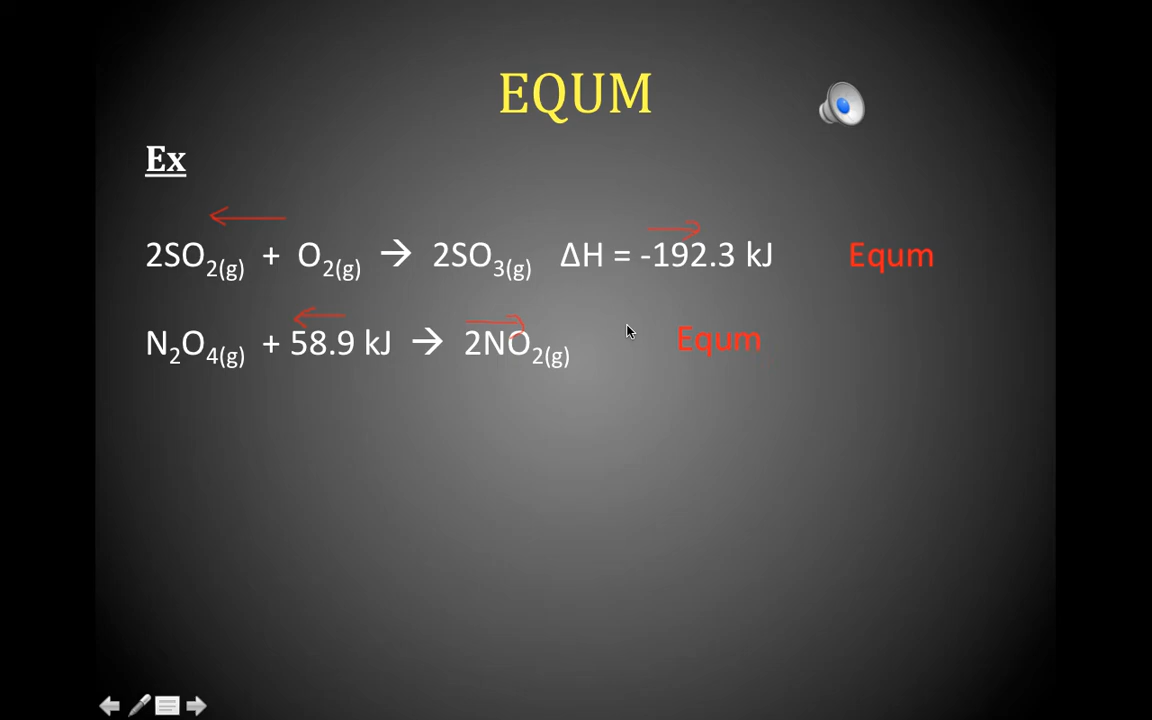 EQUM
Ex
2SO₂(g) + O₂(g) → 2SO₃(g) ΔH = -192.3 kJ Equm
N₂O₄(g) + 58.9 kJ → 2NO₂(g) Equm